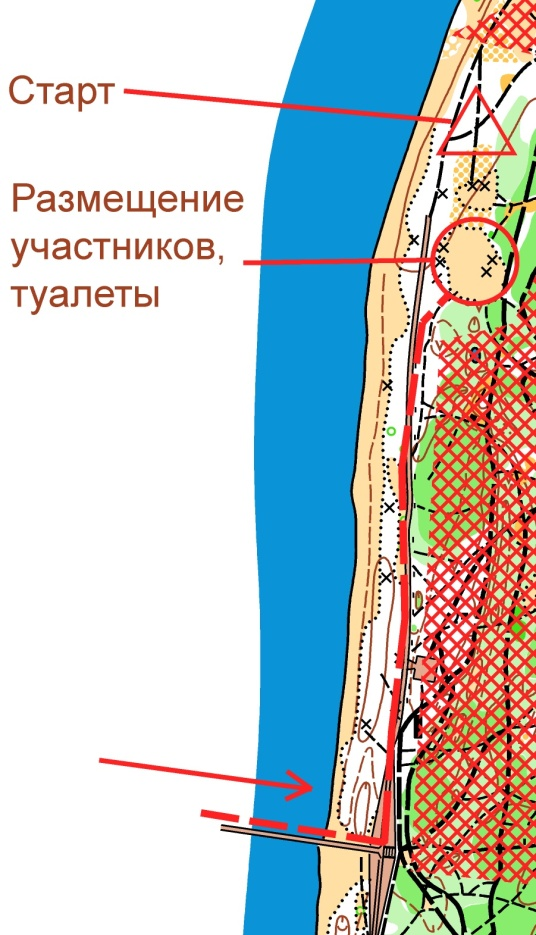 Старт
Размещение
участников,
туалеты